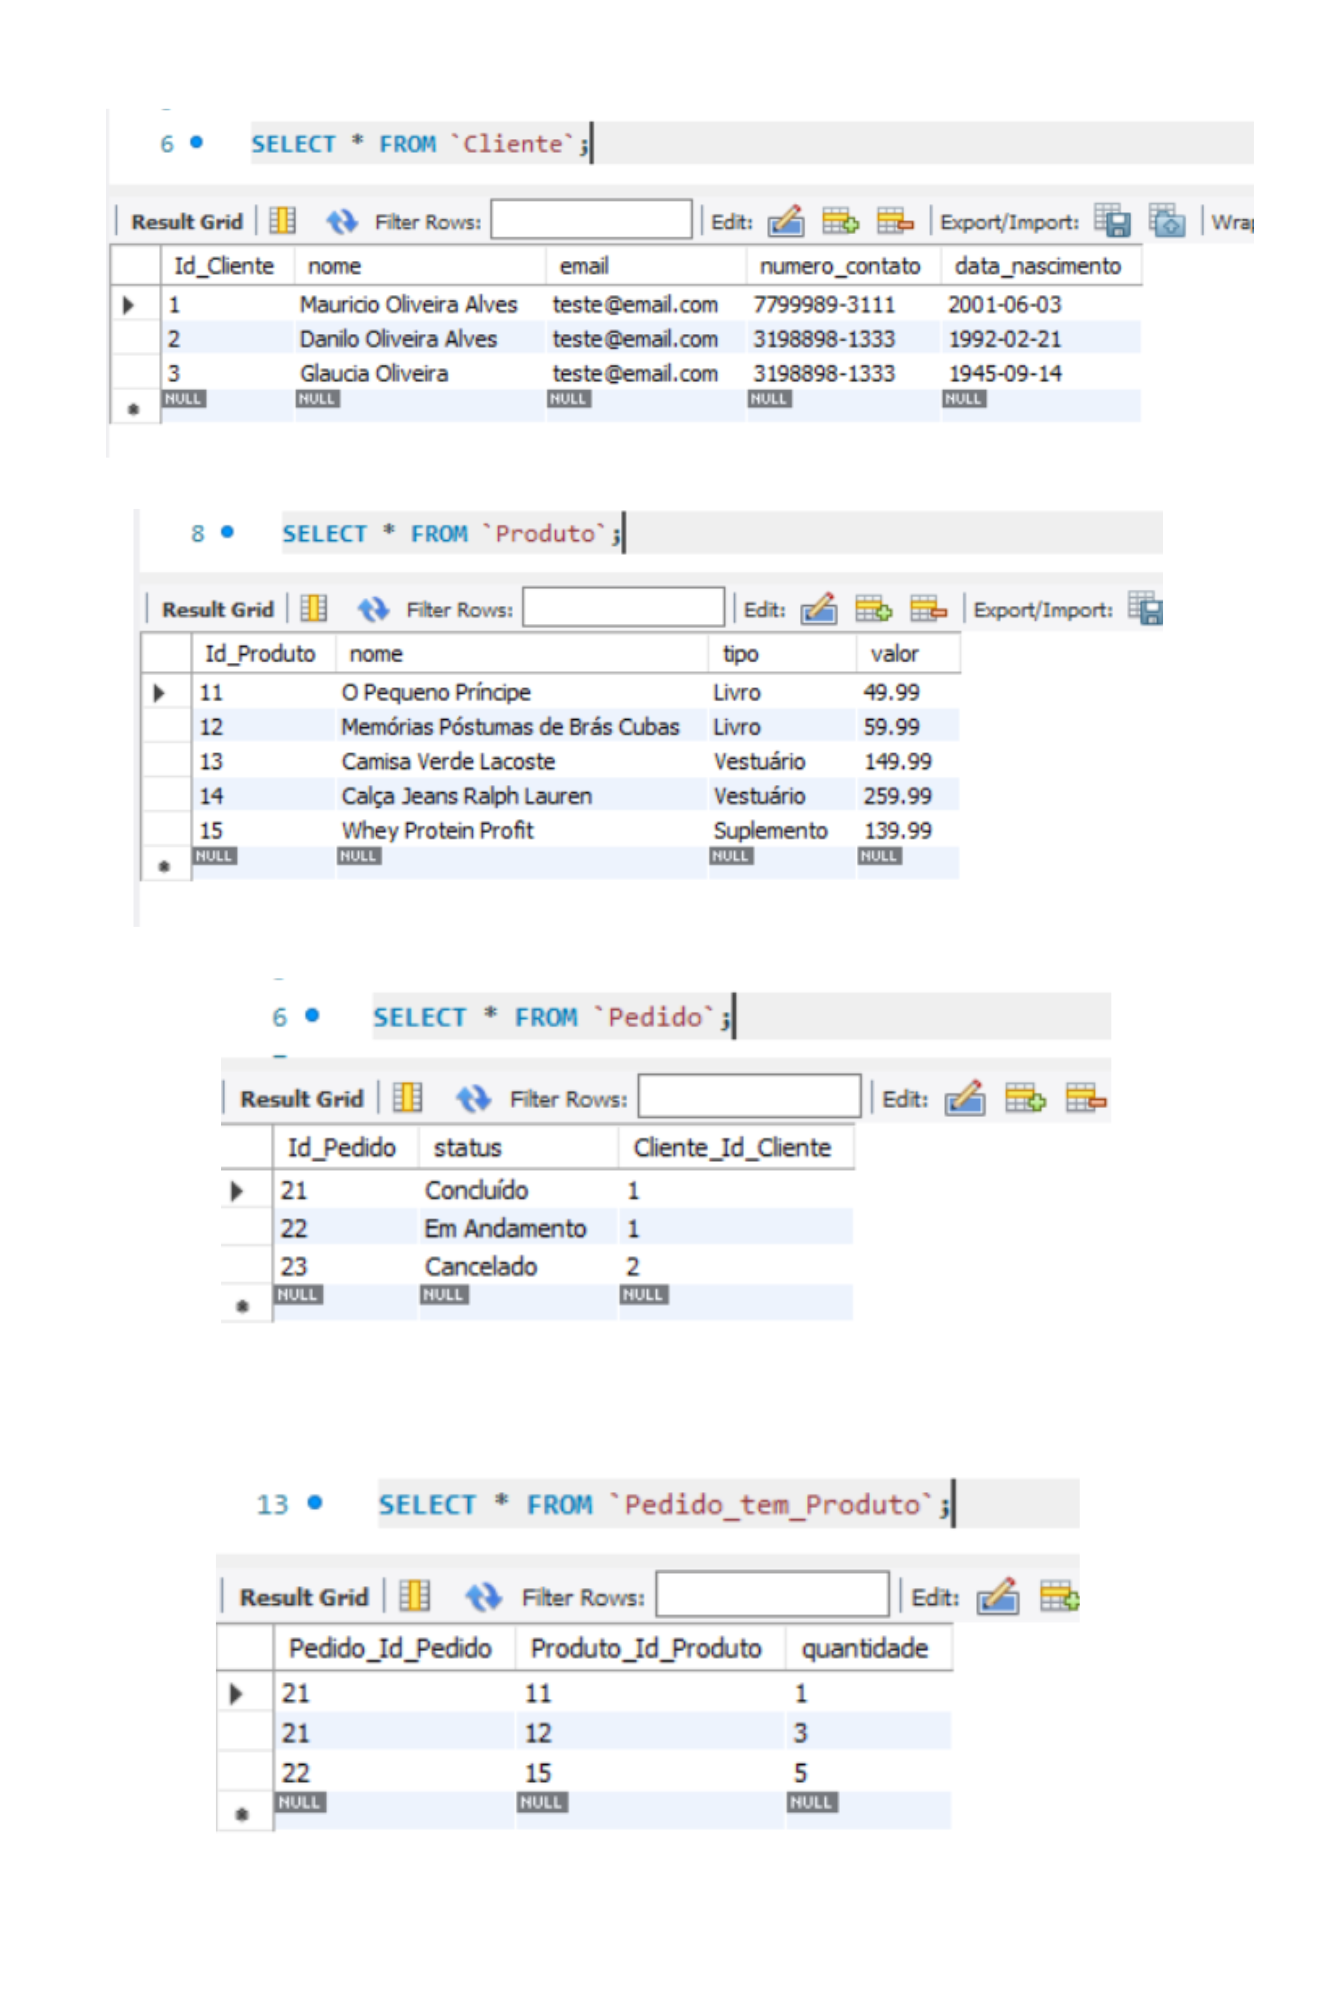 6 SELECT * FROM `Cliente`;
Result Grid Filter Rows: Edit: Export/Import: Wrap
Id_Cliente nome email numero_contato data_nascimento
1 Mauricio Oliveira Alves teste@email.com 7799989-3111 2001-06-03
2 Danilo Oliveira Alves teste@email.com 3198898-1333 1992-02-21
3 Glaucia Oliveira teste@email.com 3198898-1333 1945-09-14
NULL NULL NULL NULL NULL
8 SELECT * FROM `Produto`;
Result Grid Filter Rows: Edit: Export/Import:
Id_Produto nome tipo valor
11 O Pequeno Príncipe Livro 49.99
12 Memórias Póstumas de Brás Cubas Livro 59.99
13 Camisa Verde Lacoste Vestuário 149.99
14 Calça Jeans Ralph Lauren Vestuário 259.99
15 Whey Protein Profit Suplemento 139.99
NULL NULL NULL NULL
6 SELECT * FROM `Pedido`;
Result Grid Filter Rows: Edit:
Id_Pedido status Cliente_Id_Cliente
21 Concluído 1
22 Em Andamento 1
23 Cancelado 2
NULL NULL NULL
13 SELECT * FROM `Pedido_tem_Produto`;
Result Grid Filter Rows: Edit:
Pedido_Id_Pedido Produto_Id_Produto quantidade
21 11 1
21 12 3
22 15 5
NULL NULL NULL